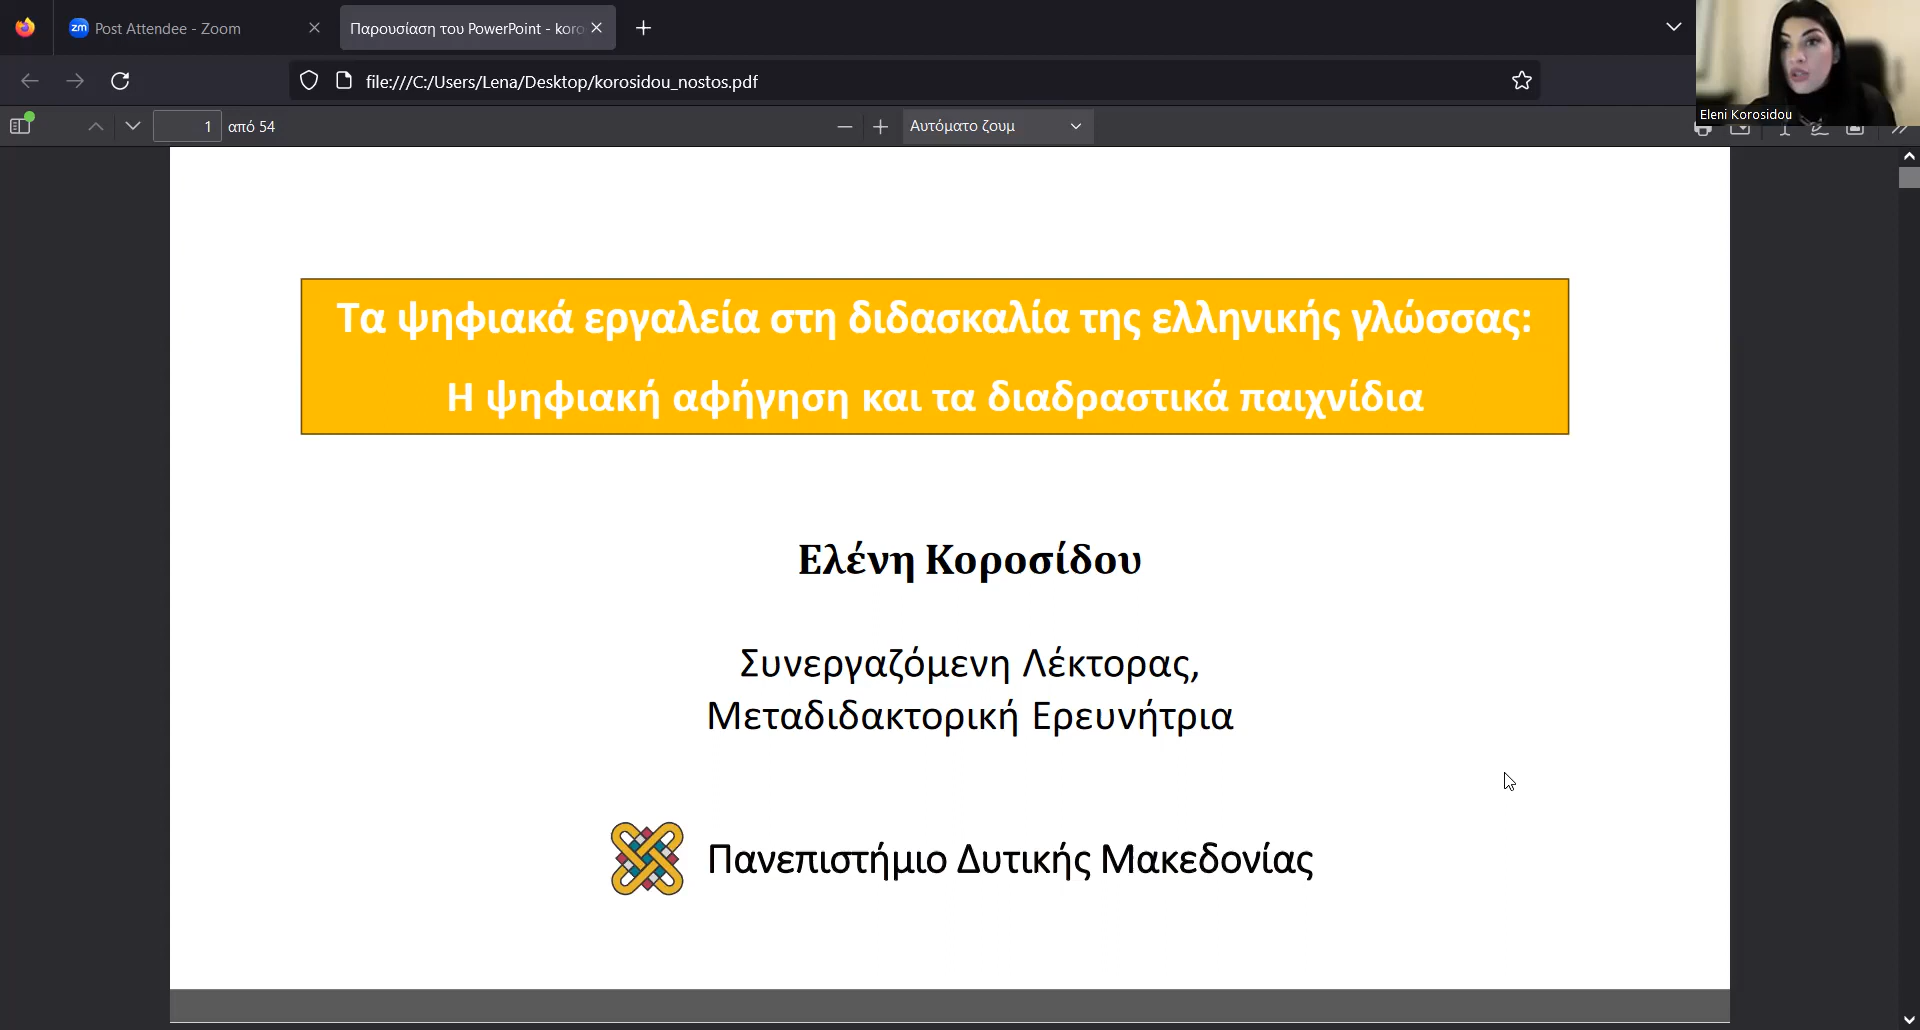 Post Attendee - Zoom
Παρουσίαση του PowerPoint - koro
file:///C:/Users/Lena/Desktop/korosidou_nostos.pdf
Eleni Korosidou
1 από 54
Αυτόματο ζουμ
Τα ψηφιακά εργαλεία στη διδασκαλία της ελληνικής γλώσσας:
Η ψηφιακή αφήγηση και τα διαδραστικά παιχνίδια
Ελένη Κοροσίδου
Συνεργαζόμενη Λέκτορας,
Μεταδιδακτορική Ερευνήτρια
Πανεπιστήμιο Δυτικής Μακεδονίας